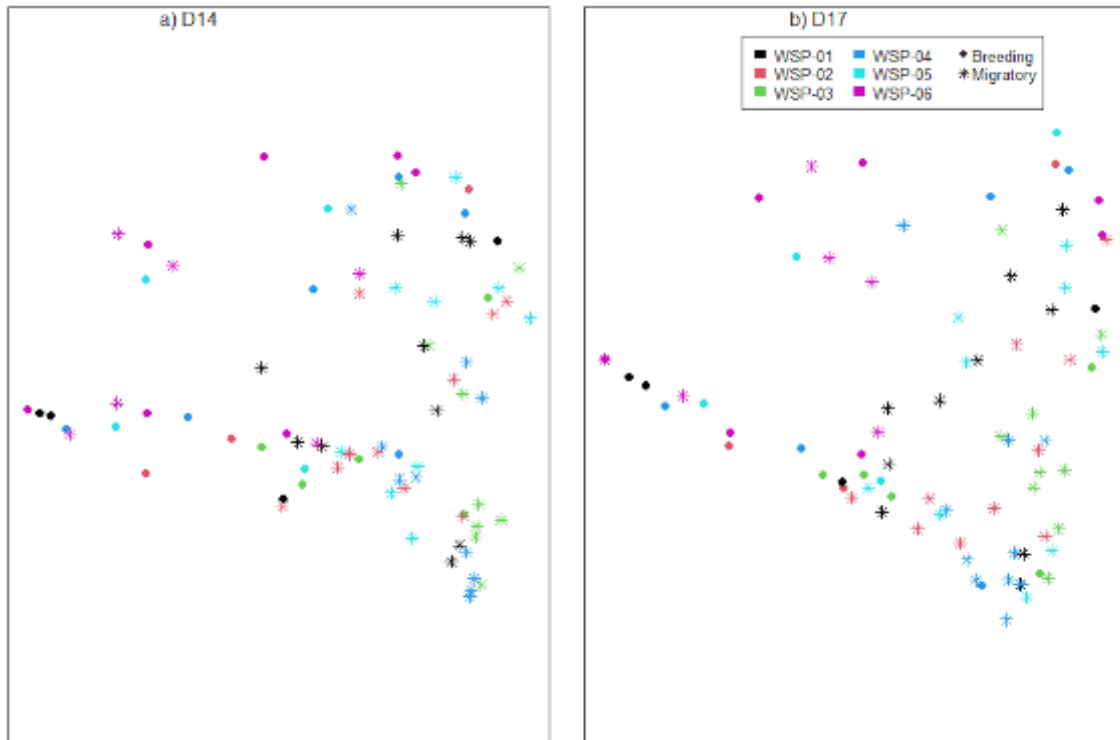 a) D14
b) D17
WSP-01 WSP-04 Breeding
WSP-02 WSP-05 Migratory
WSP-03 WSP-06